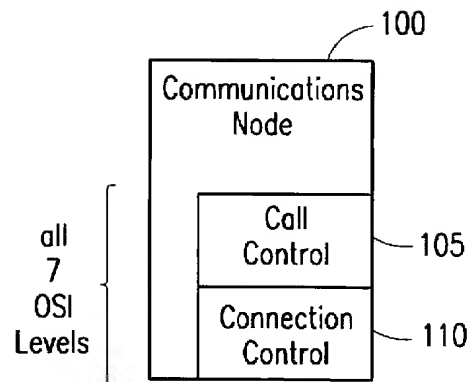 100
Communications
Node
all
7
OSI
Levels
Call
Control
105
Connection
Control
110